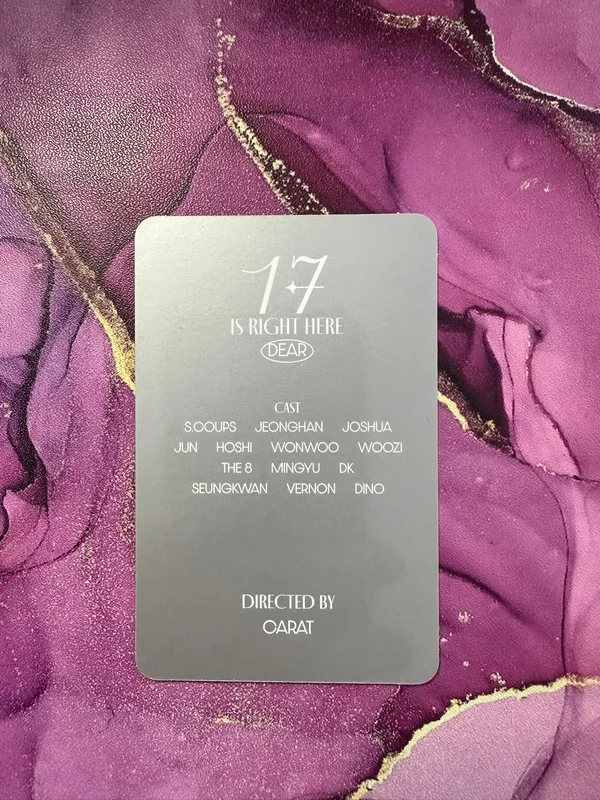 17
IS RIGHT HERE
DEAR
CAST
S.COUPS JEONGHAN JOSHUA
JUN HOSHI WONWOO WOOZI
THE 8 MINGYU DK
SEUNGKWAN VERNON DINO
DIRECTED BY
CARAT